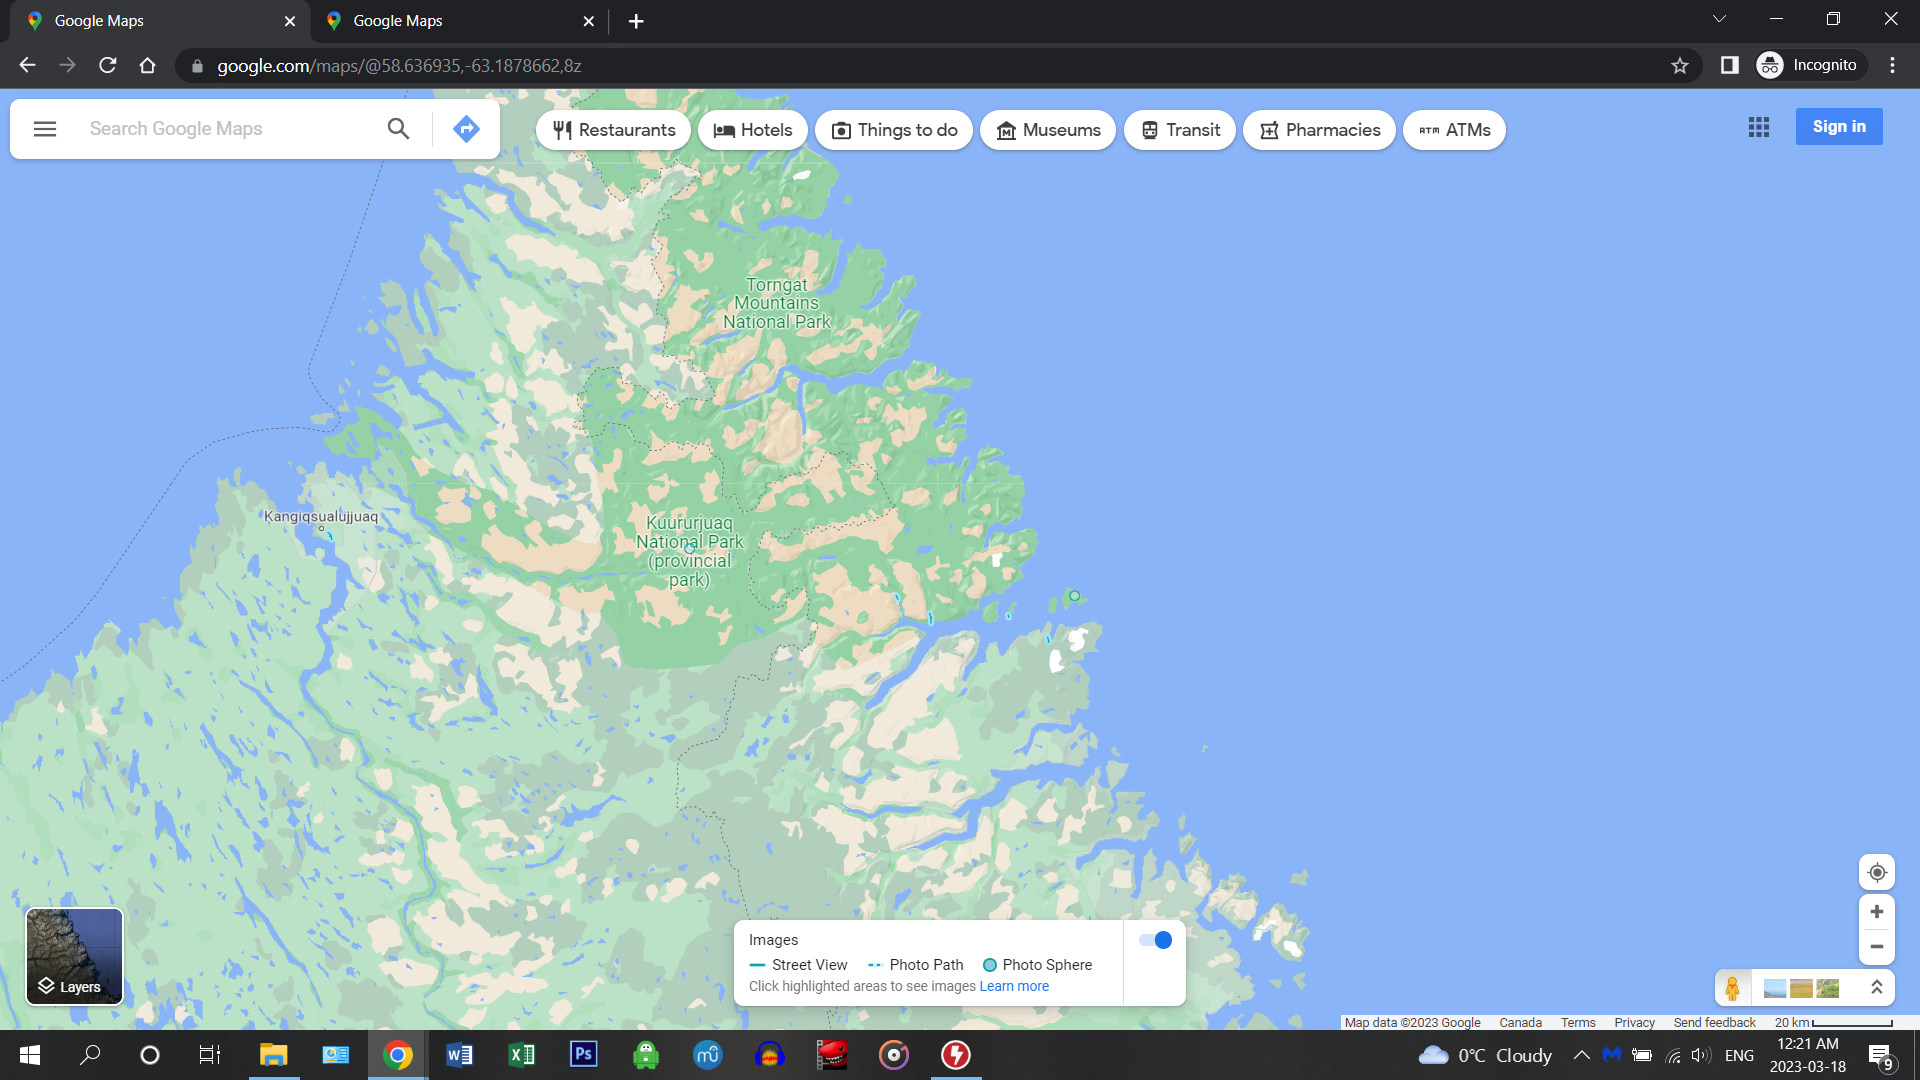 Google Maps
Google Maps
google.com/maps/@58.636935,-63.1878662,8z
Incognito
Search Google Maps
Restaurants
Hotels
Things to do
Museums
Transit
Pharmacies
ATM
ATMs
Sign in
Torngat
Mountains
National Park
Kangiqsualujjuaq
Kuururjuaq
National Park
(provincial
park)
Layers
Images
Street View
Photo Path
Photo Sphere
Click highlighted areas to see images Learn more
Map data ©2023 Google
Canada
Terms
Privacy
Send feedback
20 km
W
X
Ps
mu
0°C Cloudy
ENG
12:21 AM
2023-03-18
9